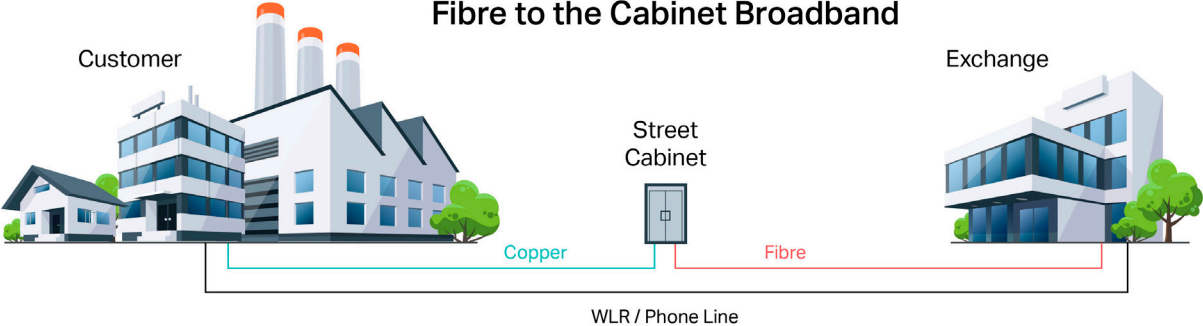 Fibre to the Cabinet Broadband
Customer
Exchange
Street
Cabinet
Copper
Fibre
WLR / Phone Line